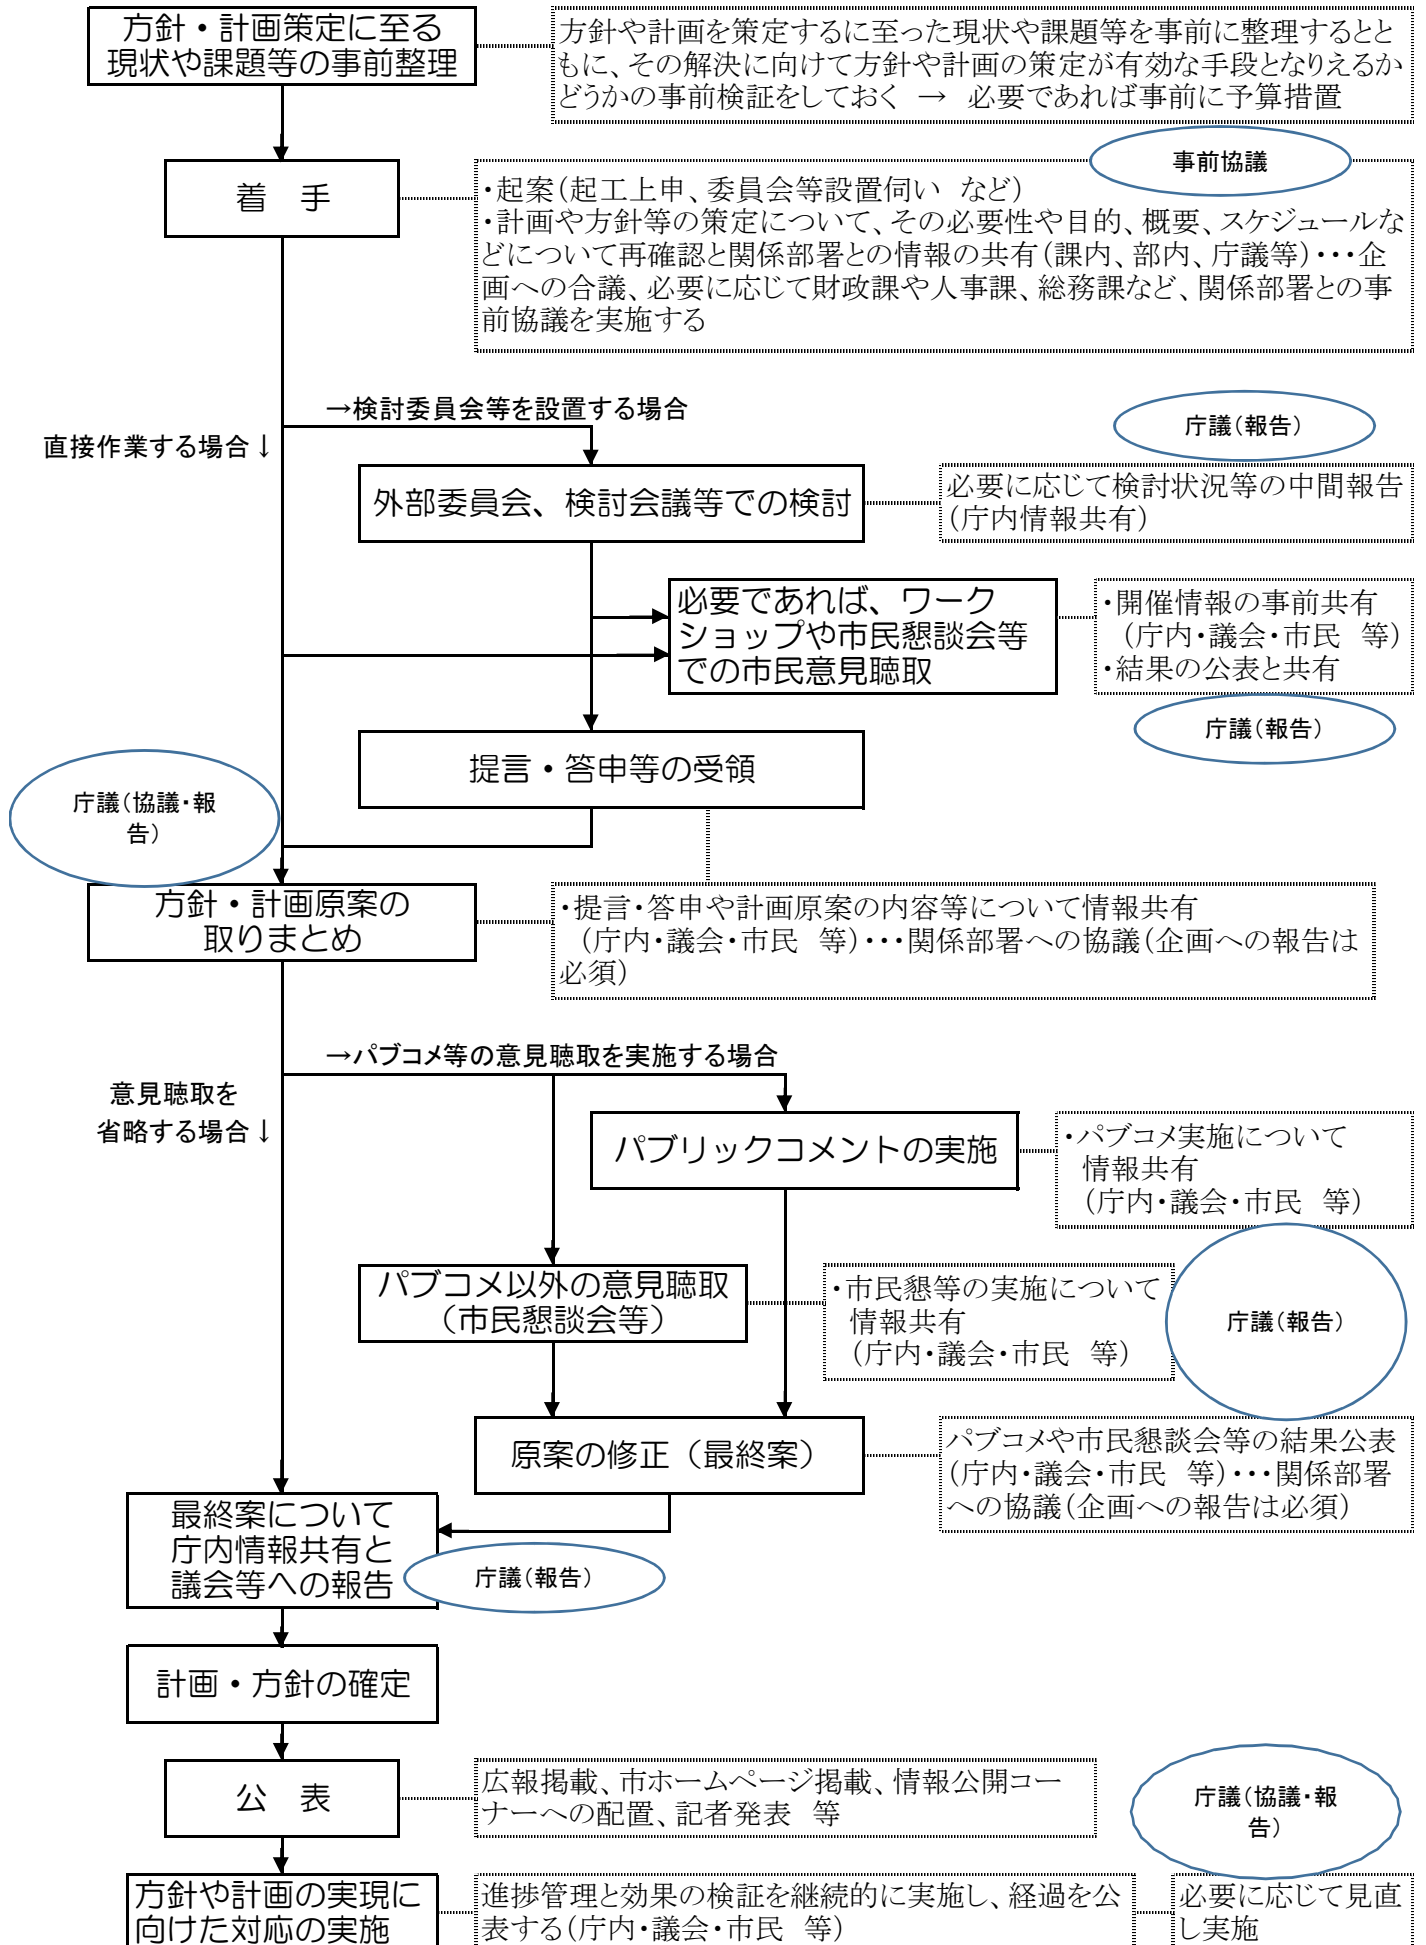 方針・計画策定に至る
現状や課題等の事前整理
方針や計画を策定するに至った現状や課題等を事前に整理するとと
もに、その解決に向けて方針や計画の策定が有効な手段となりえるか
どうかの事前検証をしておく → 必要であれば事前に予算措置
事前協議
着 手
・起案(起工上申、委員会等設置伺い など)
・計画や方針等の策定について、その必要性や目的、概要、スケジュールな
どについて再確認と関係部署との情報の共有(課内、部内、庁議等)・・・企
画への合議、必要に応じて財政課や人事課、総務課など、関係部署との事
前協議を実施する
→検討委員会等を設置する場合
直接作業する場合↓
庁議(報告)
外部委員会、検討会議等での検討
必要に応じて検討状況等の中間報告
(庁内情報共有)
必要であれば、ワーク
ショップや市民懇談会等
での市民意見聴取
・開催情報の事前共有
(庁内・議会・市民 等)
・結果の公表と共有
庁議(報告)
提言・答申等の受領
庁議(協議・報
告)
方針・計画原案の
取りまとめ
・提言・答申や計画原案の内容等について情報共有
(庁内・議会・市民 等)・・・関係部署への協議(企画への報告は
必須)
→パブコメ等の意見聴取を実施する場合
意見聴取を
省略する場合↓
パブリックコメントの実施
・パブコメ実施について
情報共有
(庁内・議会・市民 等)
パブコメ以外の意見聴取
(市民懇談会等)
・市民懇等の実施について
情報共有
(庁内・議会・市民 等)
庁議(報告)
原案の修正(最終案)
パブコメや市民懇談会等の結果公表
(庁内・議会・市民 等)・・・関係部署
への協議(企画への報告は必須)
最終案について
庁内情報共有と
議会等への報告
庁議(報告)
計画・方針の確定
公 表
広報掲載、市ホームページ掲載、情報公開コー
ナーへの配置、記者発表 等
庁議(協議・報
告)
方針や計画の実現に
向けた対応の実施
進捗管理と効果の検証を継続的に実施し、経過を公
表する(庁内・議会・市民 等)
必要に応じて見直
し実施